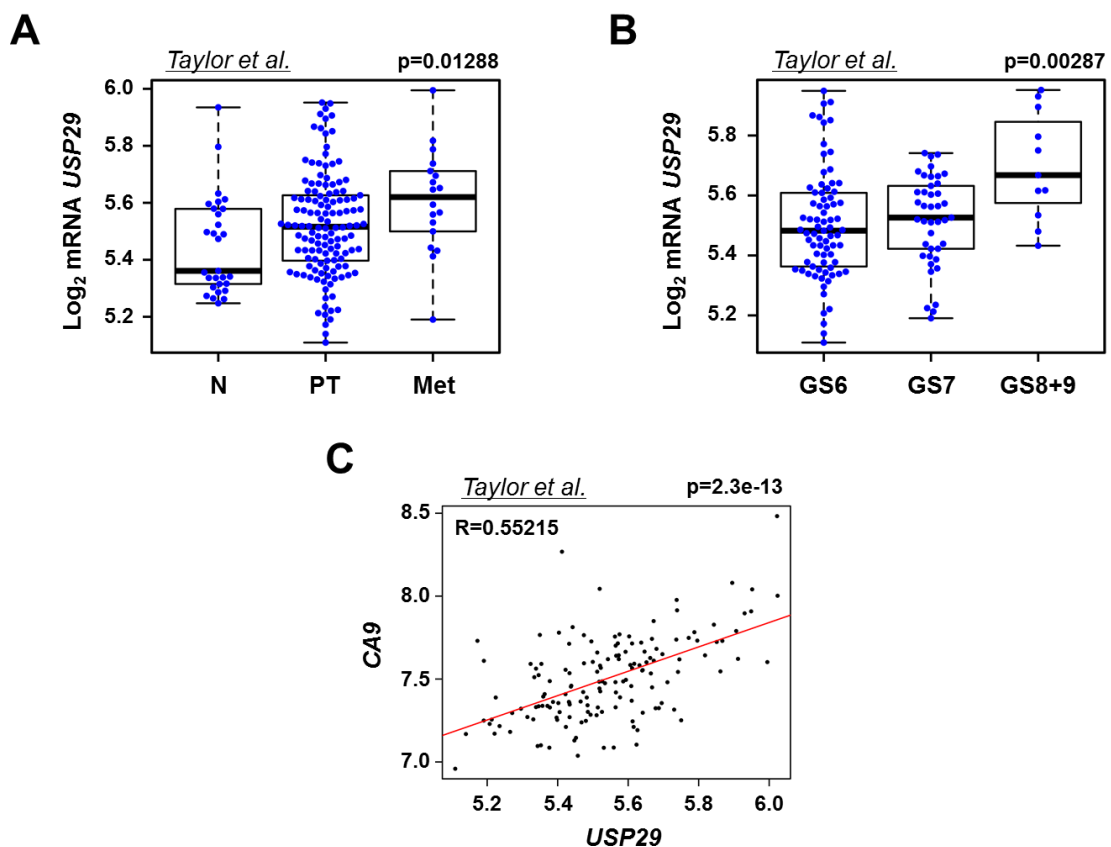 A
Taylor et al.
p=0.01288
Log2 mRNA USP29
6.0
5.8
5.6
5.4
5.2
N
PT
Met
B
Taylor et al.
p=0.00287
Log2 mRNA USP29
5.8
5.6
5.4
5.2
GS6
GS7
GS8+9
C
Taylor et al.
p=2.3e-13
R=0.55215
CA9
8.5
8.0
7.5
7.0
5.2
5.4
5.6
5.8
6.0
USP29